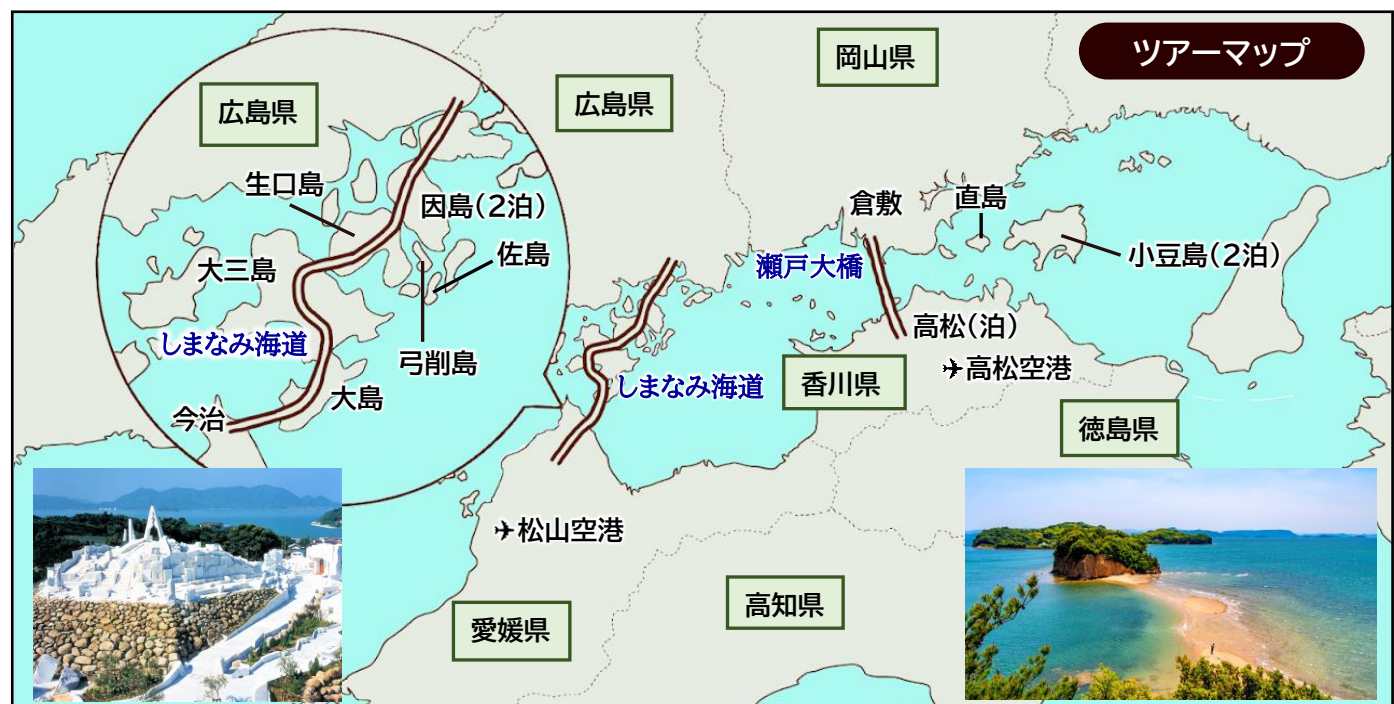 ツアーマップ
岡山県
広島県
広島県
生口島
因島(2泊)
佐島
大三島
しまなみ海道
弓削島
大島
今治
倉敷
直島
瀬戸大橋
小豆島(2泊)
高松(泊)
✈高松空港
しまなみ海道
香川県
徳島県
✈松山空港
愛媛県
高知県